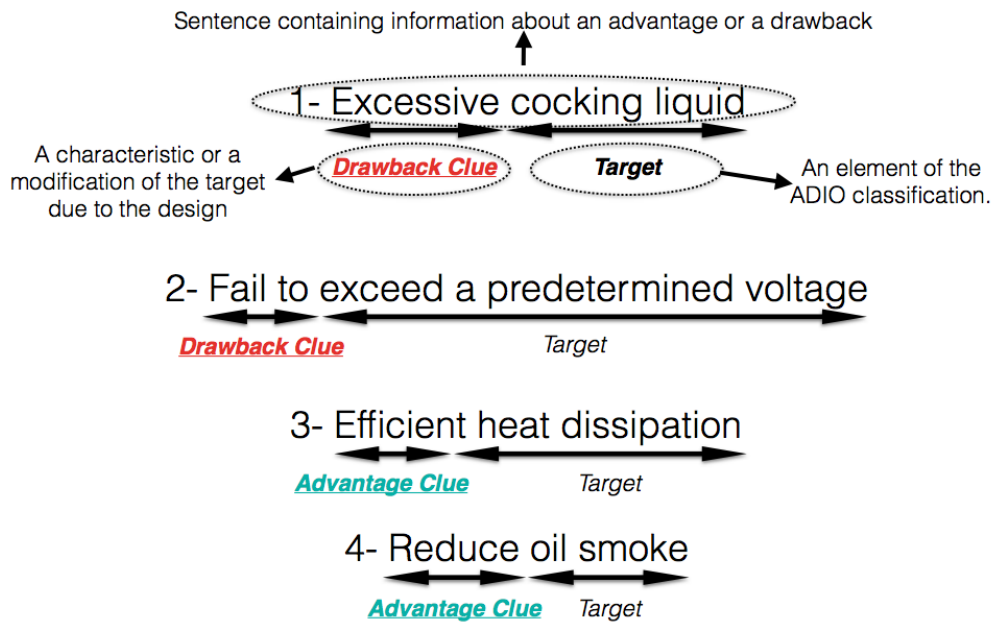 Sentence containing information about an advantage or a drawback
1- Excessive cocking liquid
Drawback Clue
Target
A characteristic or a
modification of the target
due to the design
An element of the
ADIO classification.
2- Fail to exceed a predetermined voltage
Drawback Clue
Target
3- Efficient heat dissipation
Advantage Clue
Target
4- Reduce oil smoke
Advantage Clue
Target